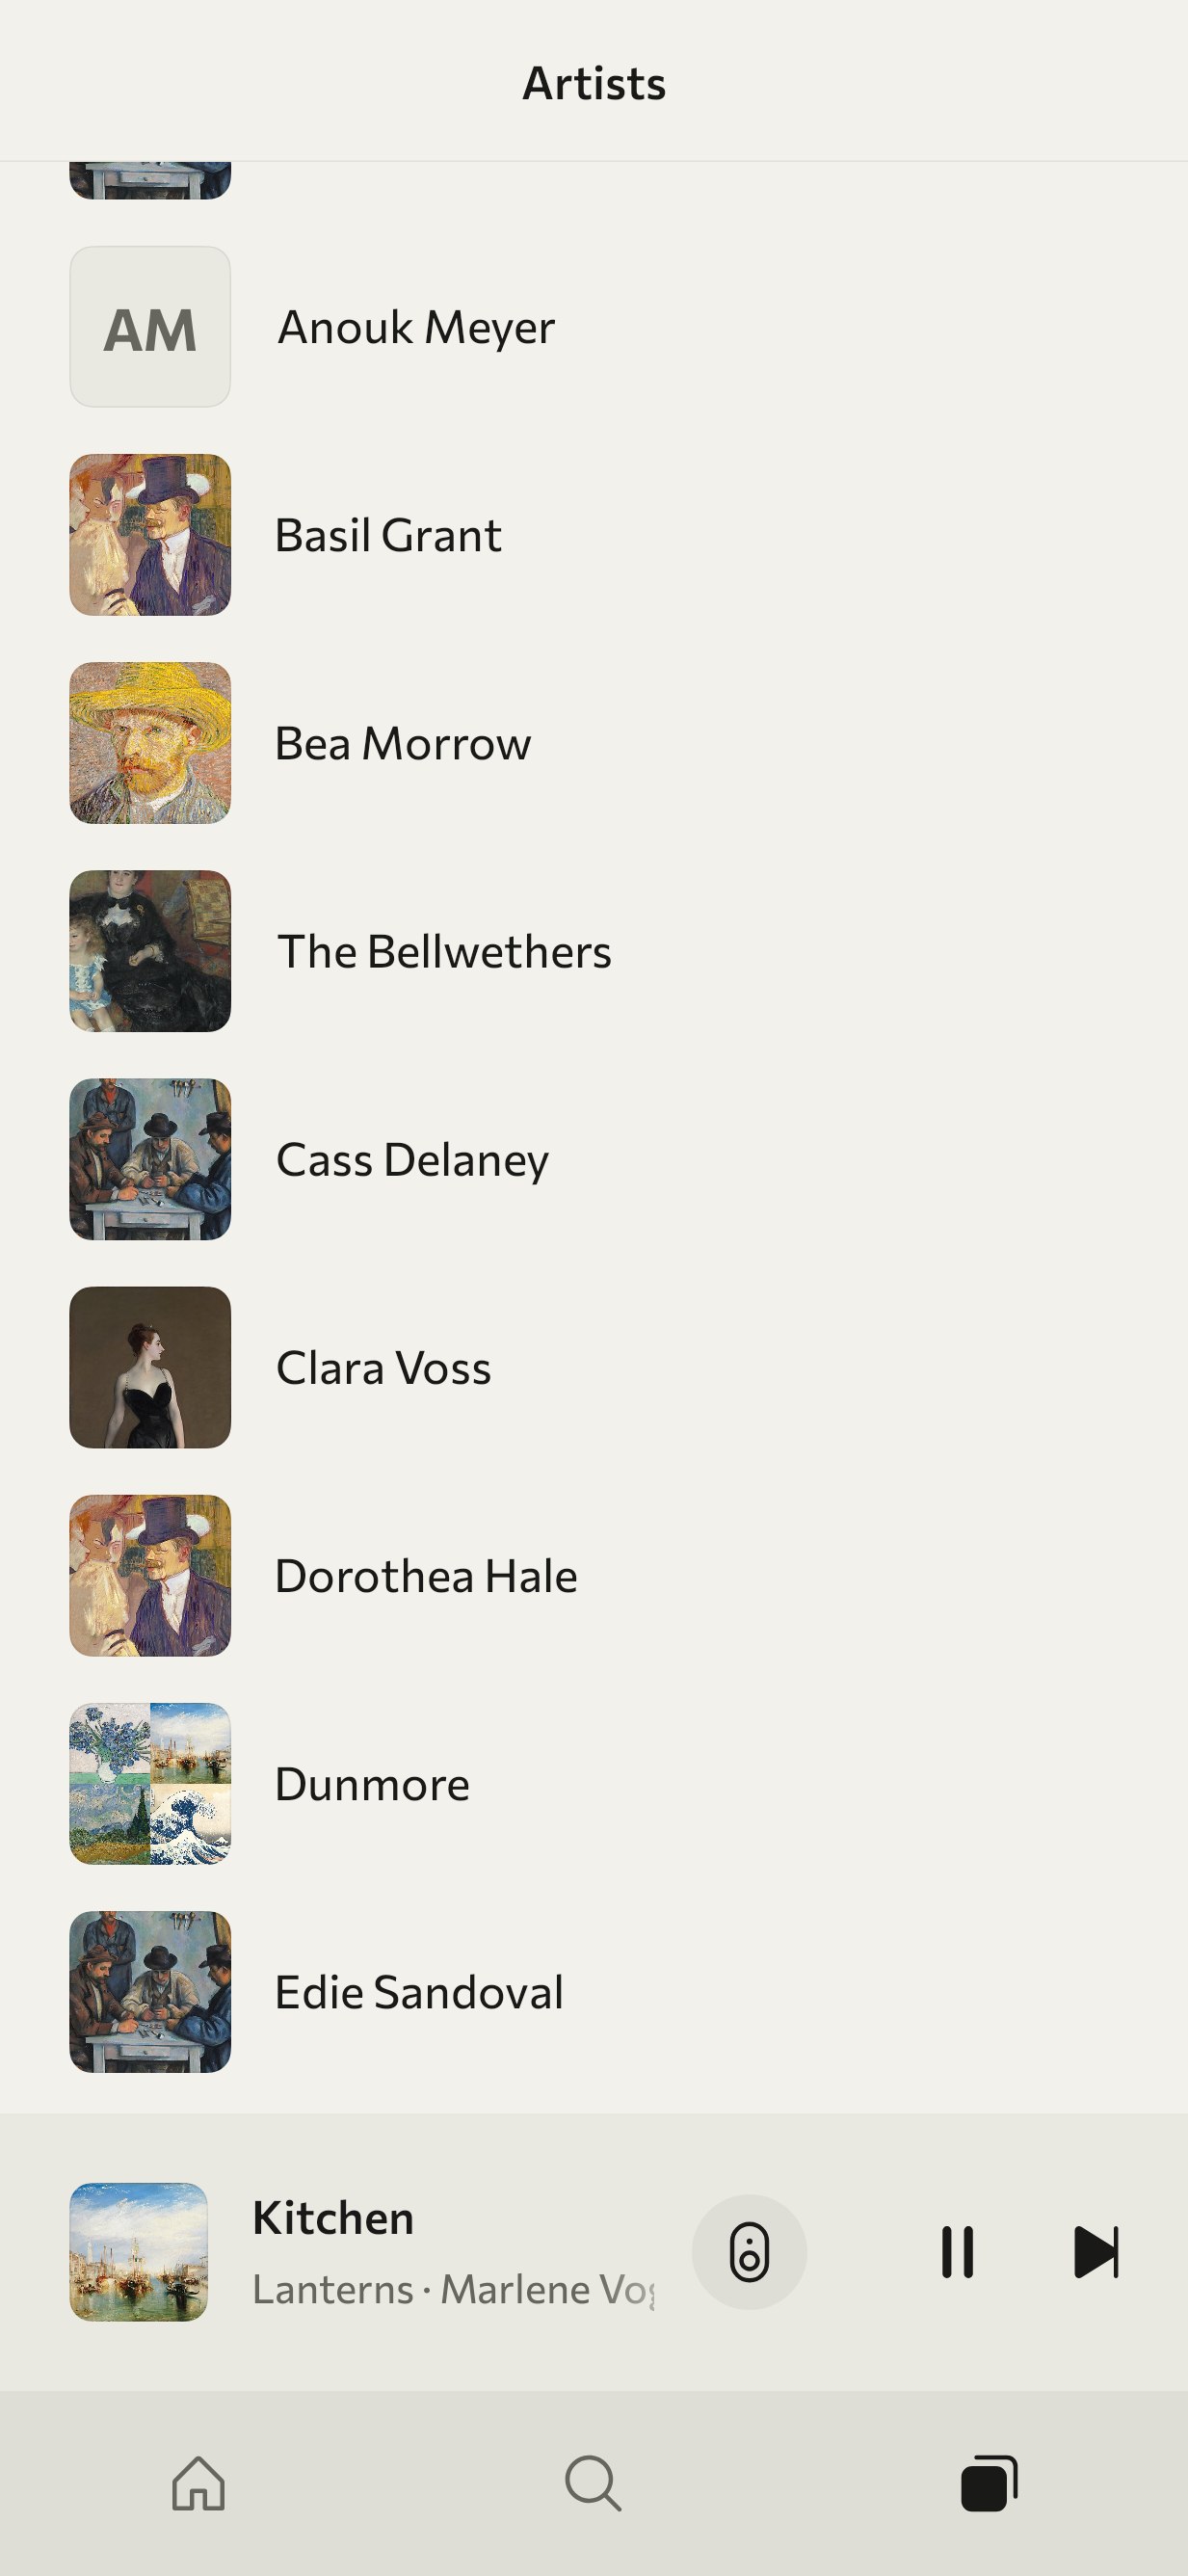 Artists
AM
Anouk Meyer
Basil Grant
Bea Morrow
The Bellwethers
Cass Delaney
Clara Voss
Dorothea Hale
Dunmore
Edie Sandoval
Kitchen
Lanterns · Marlene